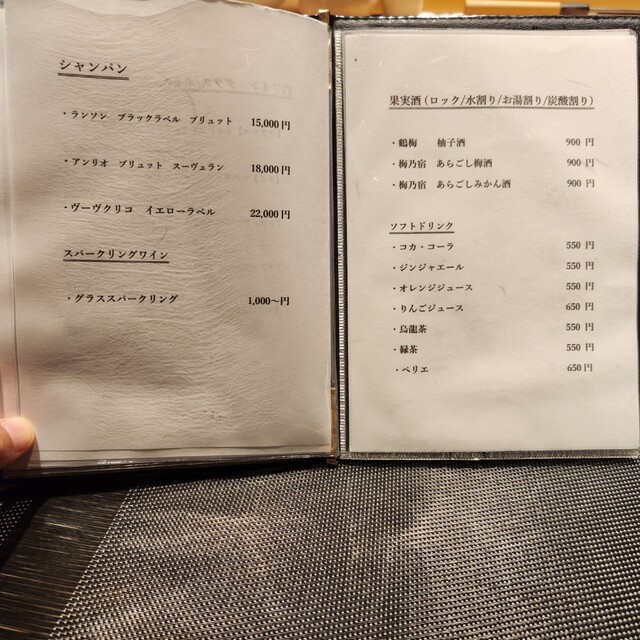 シャンパン
・ランソン ブラックラベル ブリュット 15,000円
・アンリオ ブリュット スーヴェラン 18,000円
・ヴーヴクリコ イエローラベル 22,000円
スパークリングワイン
・グラススパークリング 1,000〜円
果実酒(ロック/水割り/お湯割り/炭酸割り)
・鶴梅 柚子酒 900 円
・梅乃宿 あらごし梅酒 900 円
・梅乃宿 あらごしみかん酒 900 円
ソフトドリンク
・コカ・コーラ 550 円
・ジンジャエール 550 円
・オレンジジュース 550 円
・りんごジュース 650 円
・烏龍茶 550 円
・緑茶 550 円
・ペリエ 650 円